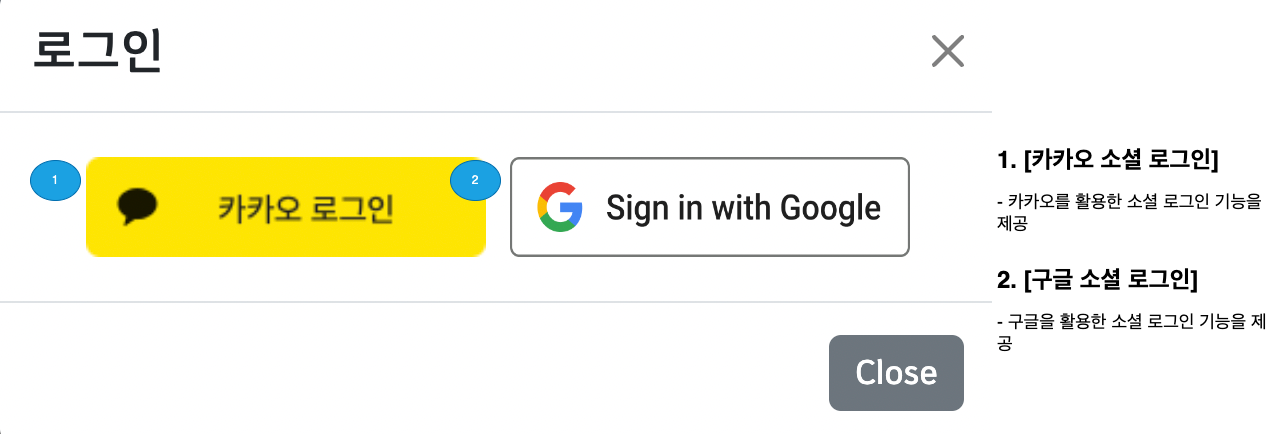 로그인
1
카카오 로그인
2
Sign in with Google
Close
1. [카카오 소셜 로그인]
- 카카오를 활용한 소셜 로그인 기능을
제공
2. [구글 소셜 로그인]
- 구글을 활용한 소셜 로그인 기능을 제
공